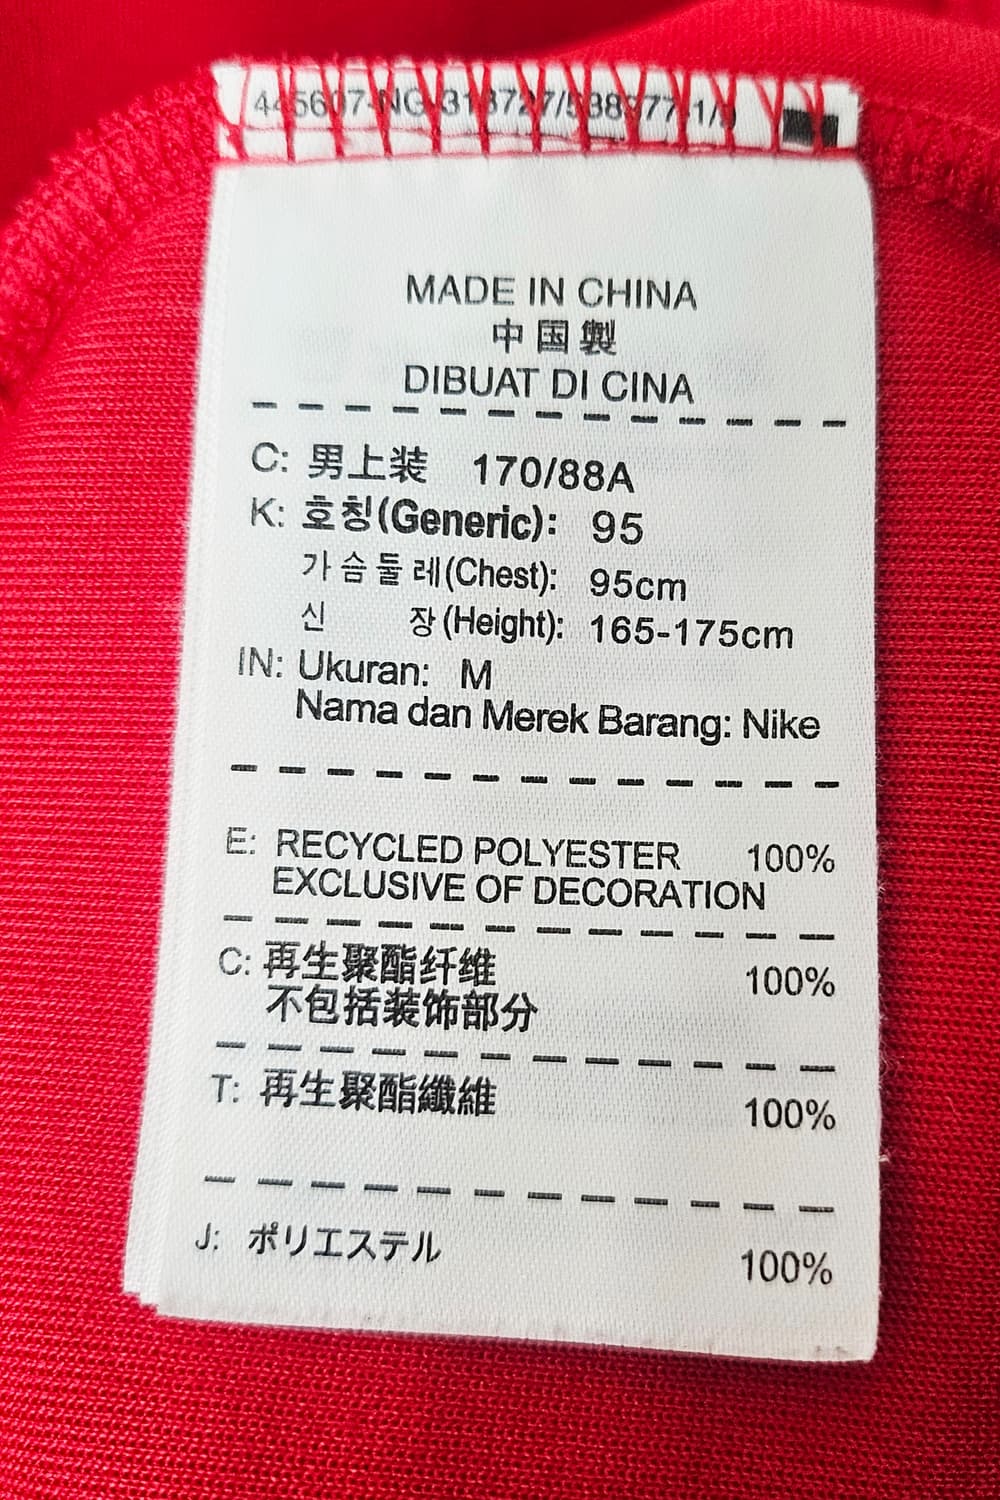 MADE IN CHINA
中国製
DIBUAT DI CINA
C: 男上装 170/88A
K: 호칭(Generic): 95
가슴둘레(Chest): 95cm
신 장(Height): 165-175cm
IN: Ukuran: M
Nama dan Merek Barang: Nike
E: RECYCLED POLYESTER 100%
EXCLUSIVE OF DECORATION
C: 再生聚酯纤维 100%
不包括装饰部分
T: 再生聚酯纖維 100%
J: ポリエステル 100%